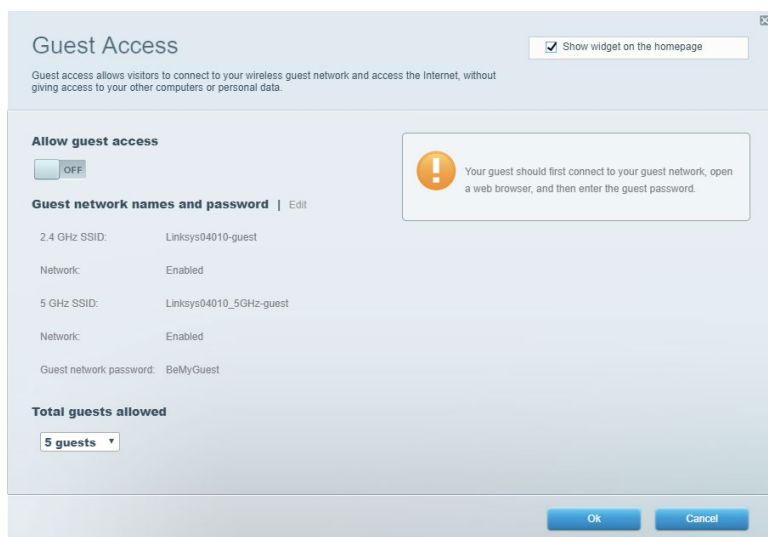 Guest Access
Show widget on the homepage
Guest access allows visitors to connect to your wireless guest network and access the Internet, without
giving access to your other computers or personal data.
Allow guest access
OFF
Your guest should first connect to your guest network, open
a web browser, and then enter the guest password.
Guest network names and password | Edit
2.4 GHz SSID: Linksys04010-guest
Network: Enabled
5 GHz SSID: Linksys04010_5GHz-guest
Network: Enabled
Guest network password: BeMyGuest
Total guests allowed
5 guests
Ok Cancel